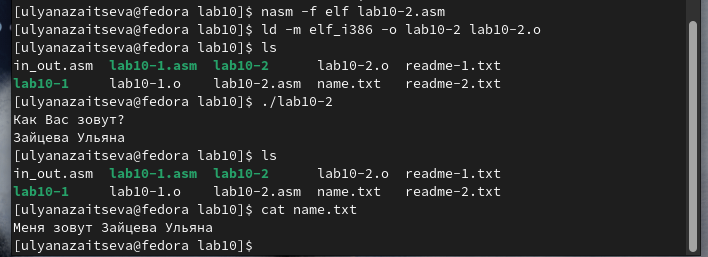 [ulyanazaitseva@fedora lab10]$ nasm -f elf lab10-2.asm
[ulyanazaitseva@fedora lab10]$ ld -m elf_i386 -o lab10-2 lab10-2.o
[ulyanazaitseva@fedora lab10]$ ls
in_out.asm  lab10-1.asm  lab10-2      lab10-2.o  readme-1.txt
lab10-1     lab10-1.o    lab10-2.asm  name.txt   readme-2.txt
[ulyanazaitseva@fedora lab10]$ ./lab10-2
Как Вас зовут?
Зайцева Ульяна
[ulyanazaitseva@fedora lab10]$ ls
in_out.asm  lab10-1.asm  lab10-2      lab10-2.o  readme-1.txt
lab10-1     lab10-1.o    lab10-2.asm  name.txt   readme-2.txt
[ulyanazaitseva@fedora lab10]$ cat name.txt
Меня зовут Зайцева Ульяна
[ulyanazaitseva@fedora lab10]$